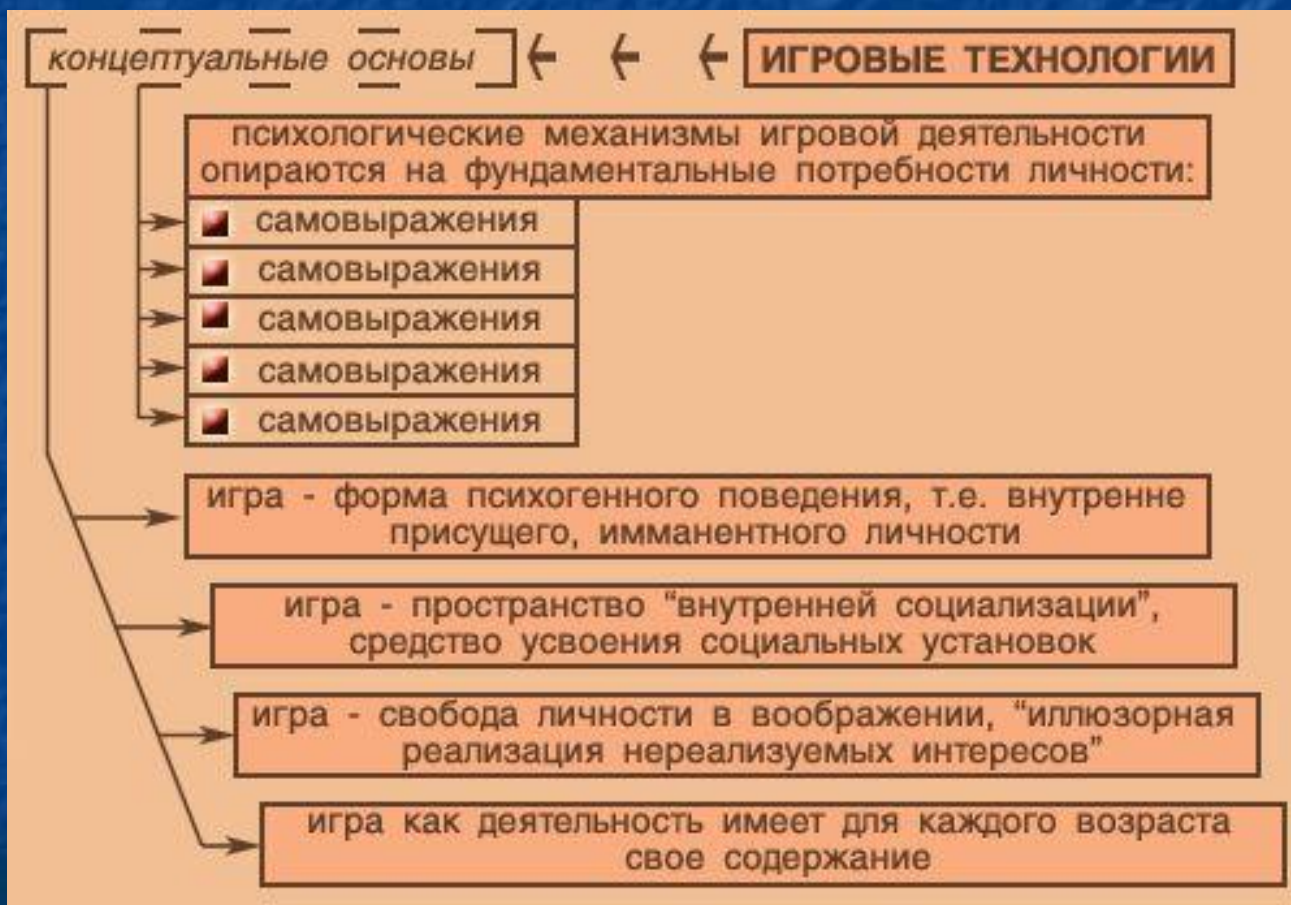 концептуальные основы
ИГРОВЫЕ ТЕХНОЛОГИИ
психологические механизмы игровой деятельности
опираются на фундаментальные потребности личности:
самовыражения
самовыражения
самовыражения
самовыражения
самовыражения
игра - форма психогенного поведения, т.е. внутренне
присущего, имманентного личности
игра - пространство “внутренней социализации”,
средство усвоения социальных установок
игра - свобода личности в воображении, “иллюзорная
реализация нереализуемых интересов”
игра как деятельность имеет для каждого возраста
свое содержание